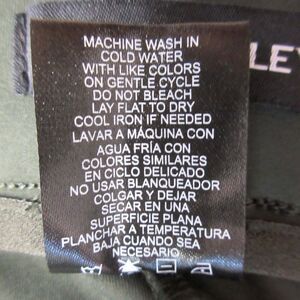 MACHINE WASH IN
COLD WATER
WITH LIKE COLORS
ON GENTLE CYCLE
DO NOT BLEACH
LAY FLAT TO DRY
COOL IRON IF NEEDED
LAVAR A MÁQUINA CON
AGUA FRÍA CON
COLORES SIMILARES
EN CICLO DELICADO
NO USAR BLANQUEADOR
COLGAR Y DEJAR
SECAR EN UNA
SUPERFICIE PLANA
PLANCHAR A TEMPERATURA
BAJA CUANDO SEA
NECESARIO
LEY